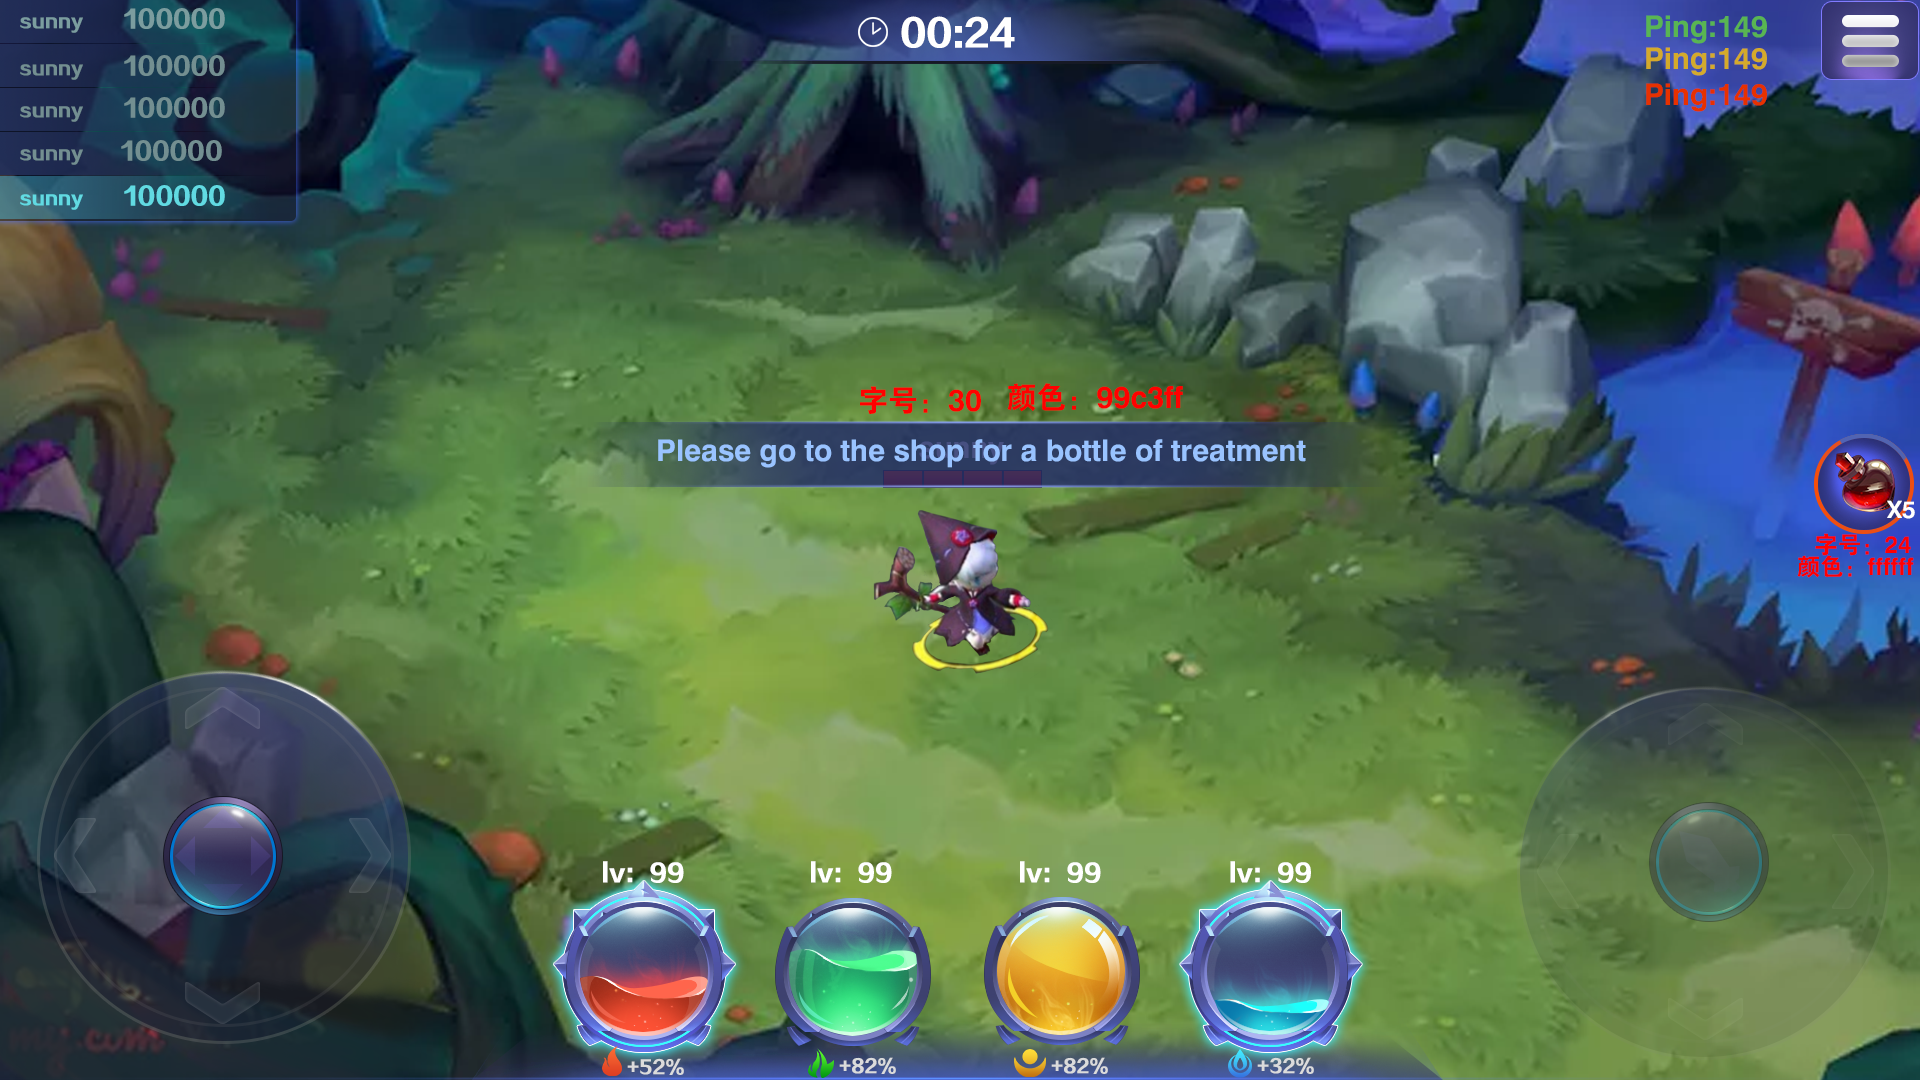 sunny 100000
sunny 100000
sunny 100000
sunny 100000
sunny 100000
00:24
Ping:149
Ping:149
Ping:149
字号：30 颜色：99c3ff
Please go to the shop for a bottle of treatment
X5
字号：24
颜色：ffffff
lv: 99
lv: 99
lv: 99
lv: 99
+52%
+82%
+82%
+32%